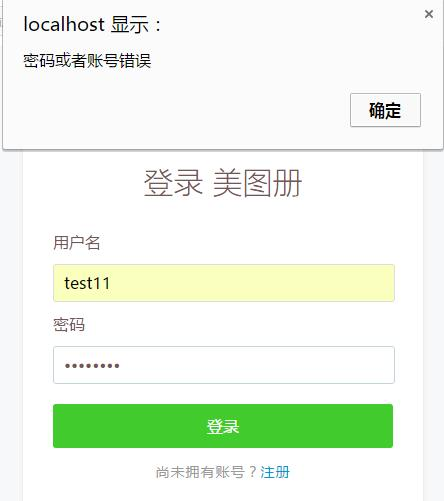 localhost 显示：
密码或者账号错误
确定
登录 美图册
用户名
test11
密码
••••••••
登录
尚未拥有账号？注册